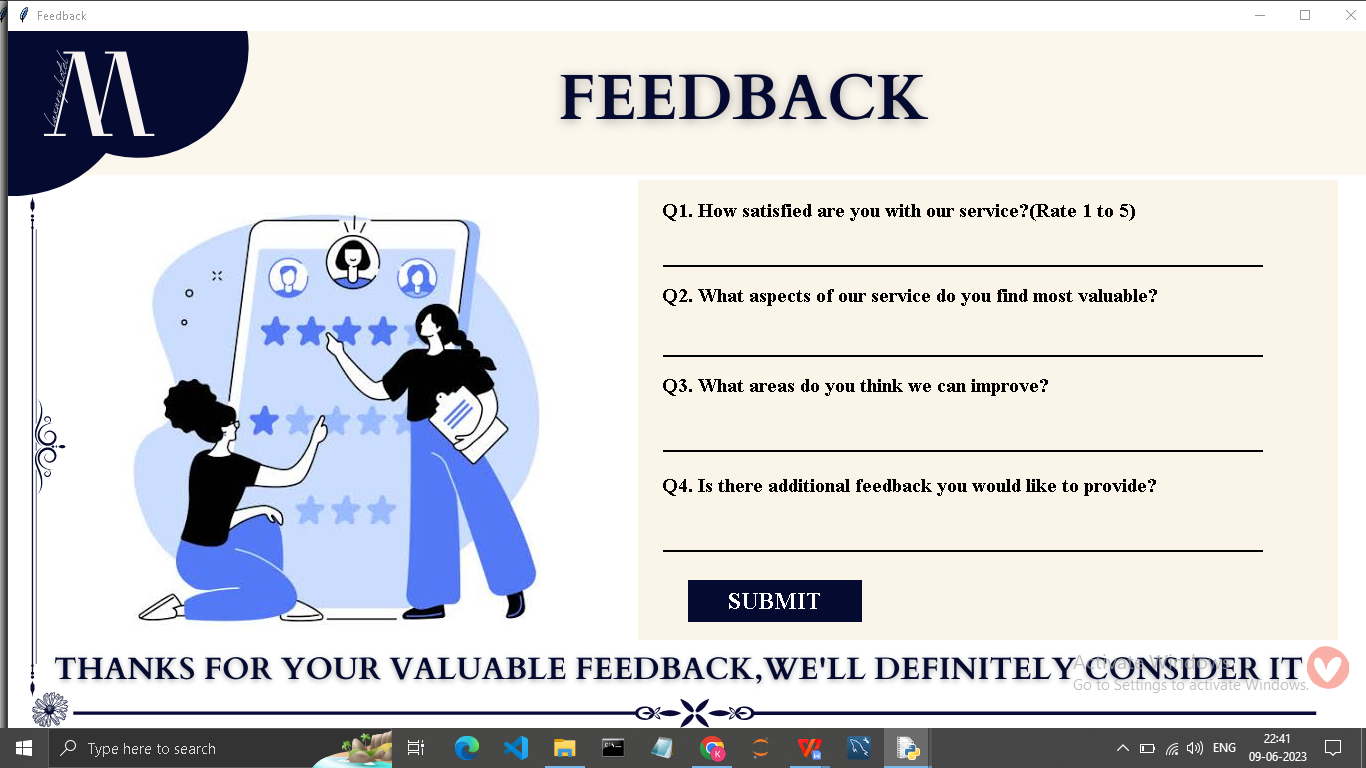 Feedback
luxury hotel
M
FEEDBACK
Q1. How satisfied are you with our service?(Rate 1 to 5)
Q2. What aspects of our service do you find most valuable?
Q3. What areas do you think we can improve?
Q4. Is there additional feedback you would like to provide?
SUBMIT
THANKS FOR YOUR VALUABLE FEEDBACK,WE'LL DEFINITELY CONSIDER IT
Activate Windows
Go to Settings to activate Windows.
Type here to search
K
ENG
22:41
09-06-2023